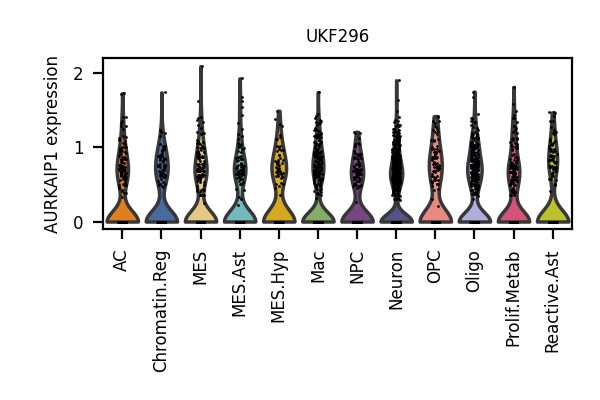 UKF296
AURKAIP1 expression
2
1
0
AC
Chromatin.Reg
MES
MES.Ast
MES.Hyp
Mac
NPC
Neuron
OPC
Oligo
Prolif.Metab
Reactive.Ast